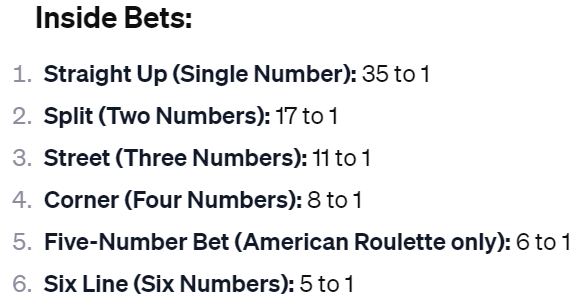 Inside Bets:
1. Straight Up (Single Number): 35 to 1
2. Split (Two Numbers): 17 to 1
3. Street (Three Numbers): 11 to 1
4. Corner (Four Numbers): 8 to 1
5. Five-Number Bet (American Roulette only): 6 to 1
6. Six Line (Six Numbers): 5 to 1